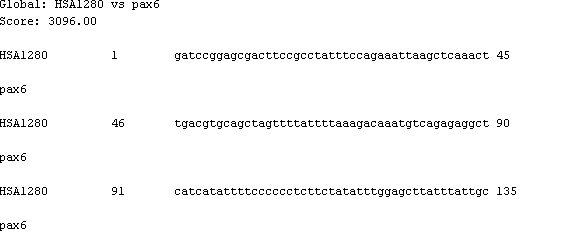 Global: HSA1280 vs pax6
Score: 3096.00
HSA1280 1 gatccggagcgacttccgcctatttccagaaattaagctcaaact 45
pax6
HSA1280 46 tgacgtgcagctagttttattttaaagacaaatgtcagagaggct 90
pax6
HSA1280 91 catcatattttcccccctcttctatatttggagcttatttattgc 135
pax6